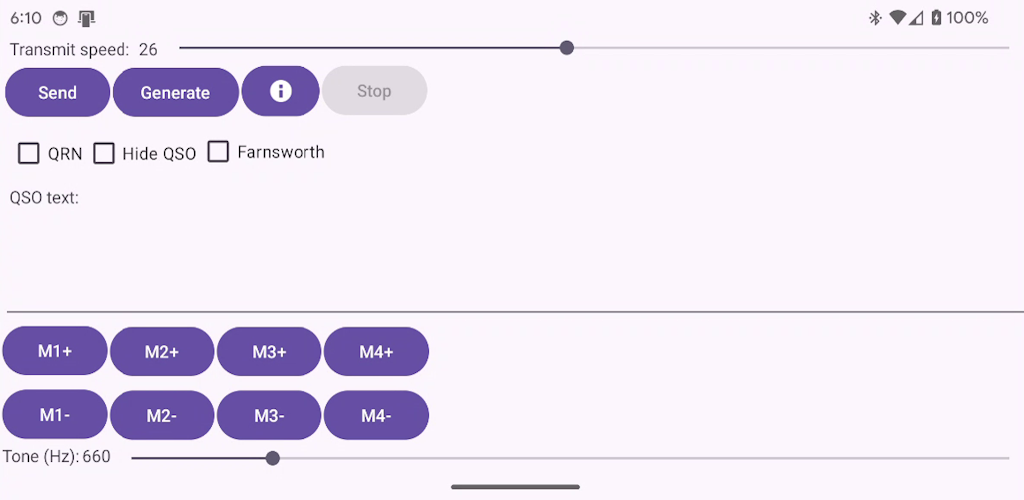 6:10 100%
Transmit speed: 26
Send Generate Stop
QRN Hide QSO Farnsworth
QSO text:
M1+ M2+ M3+ M4+
M1- M2- M3- M4-
Tone (Hz): 660